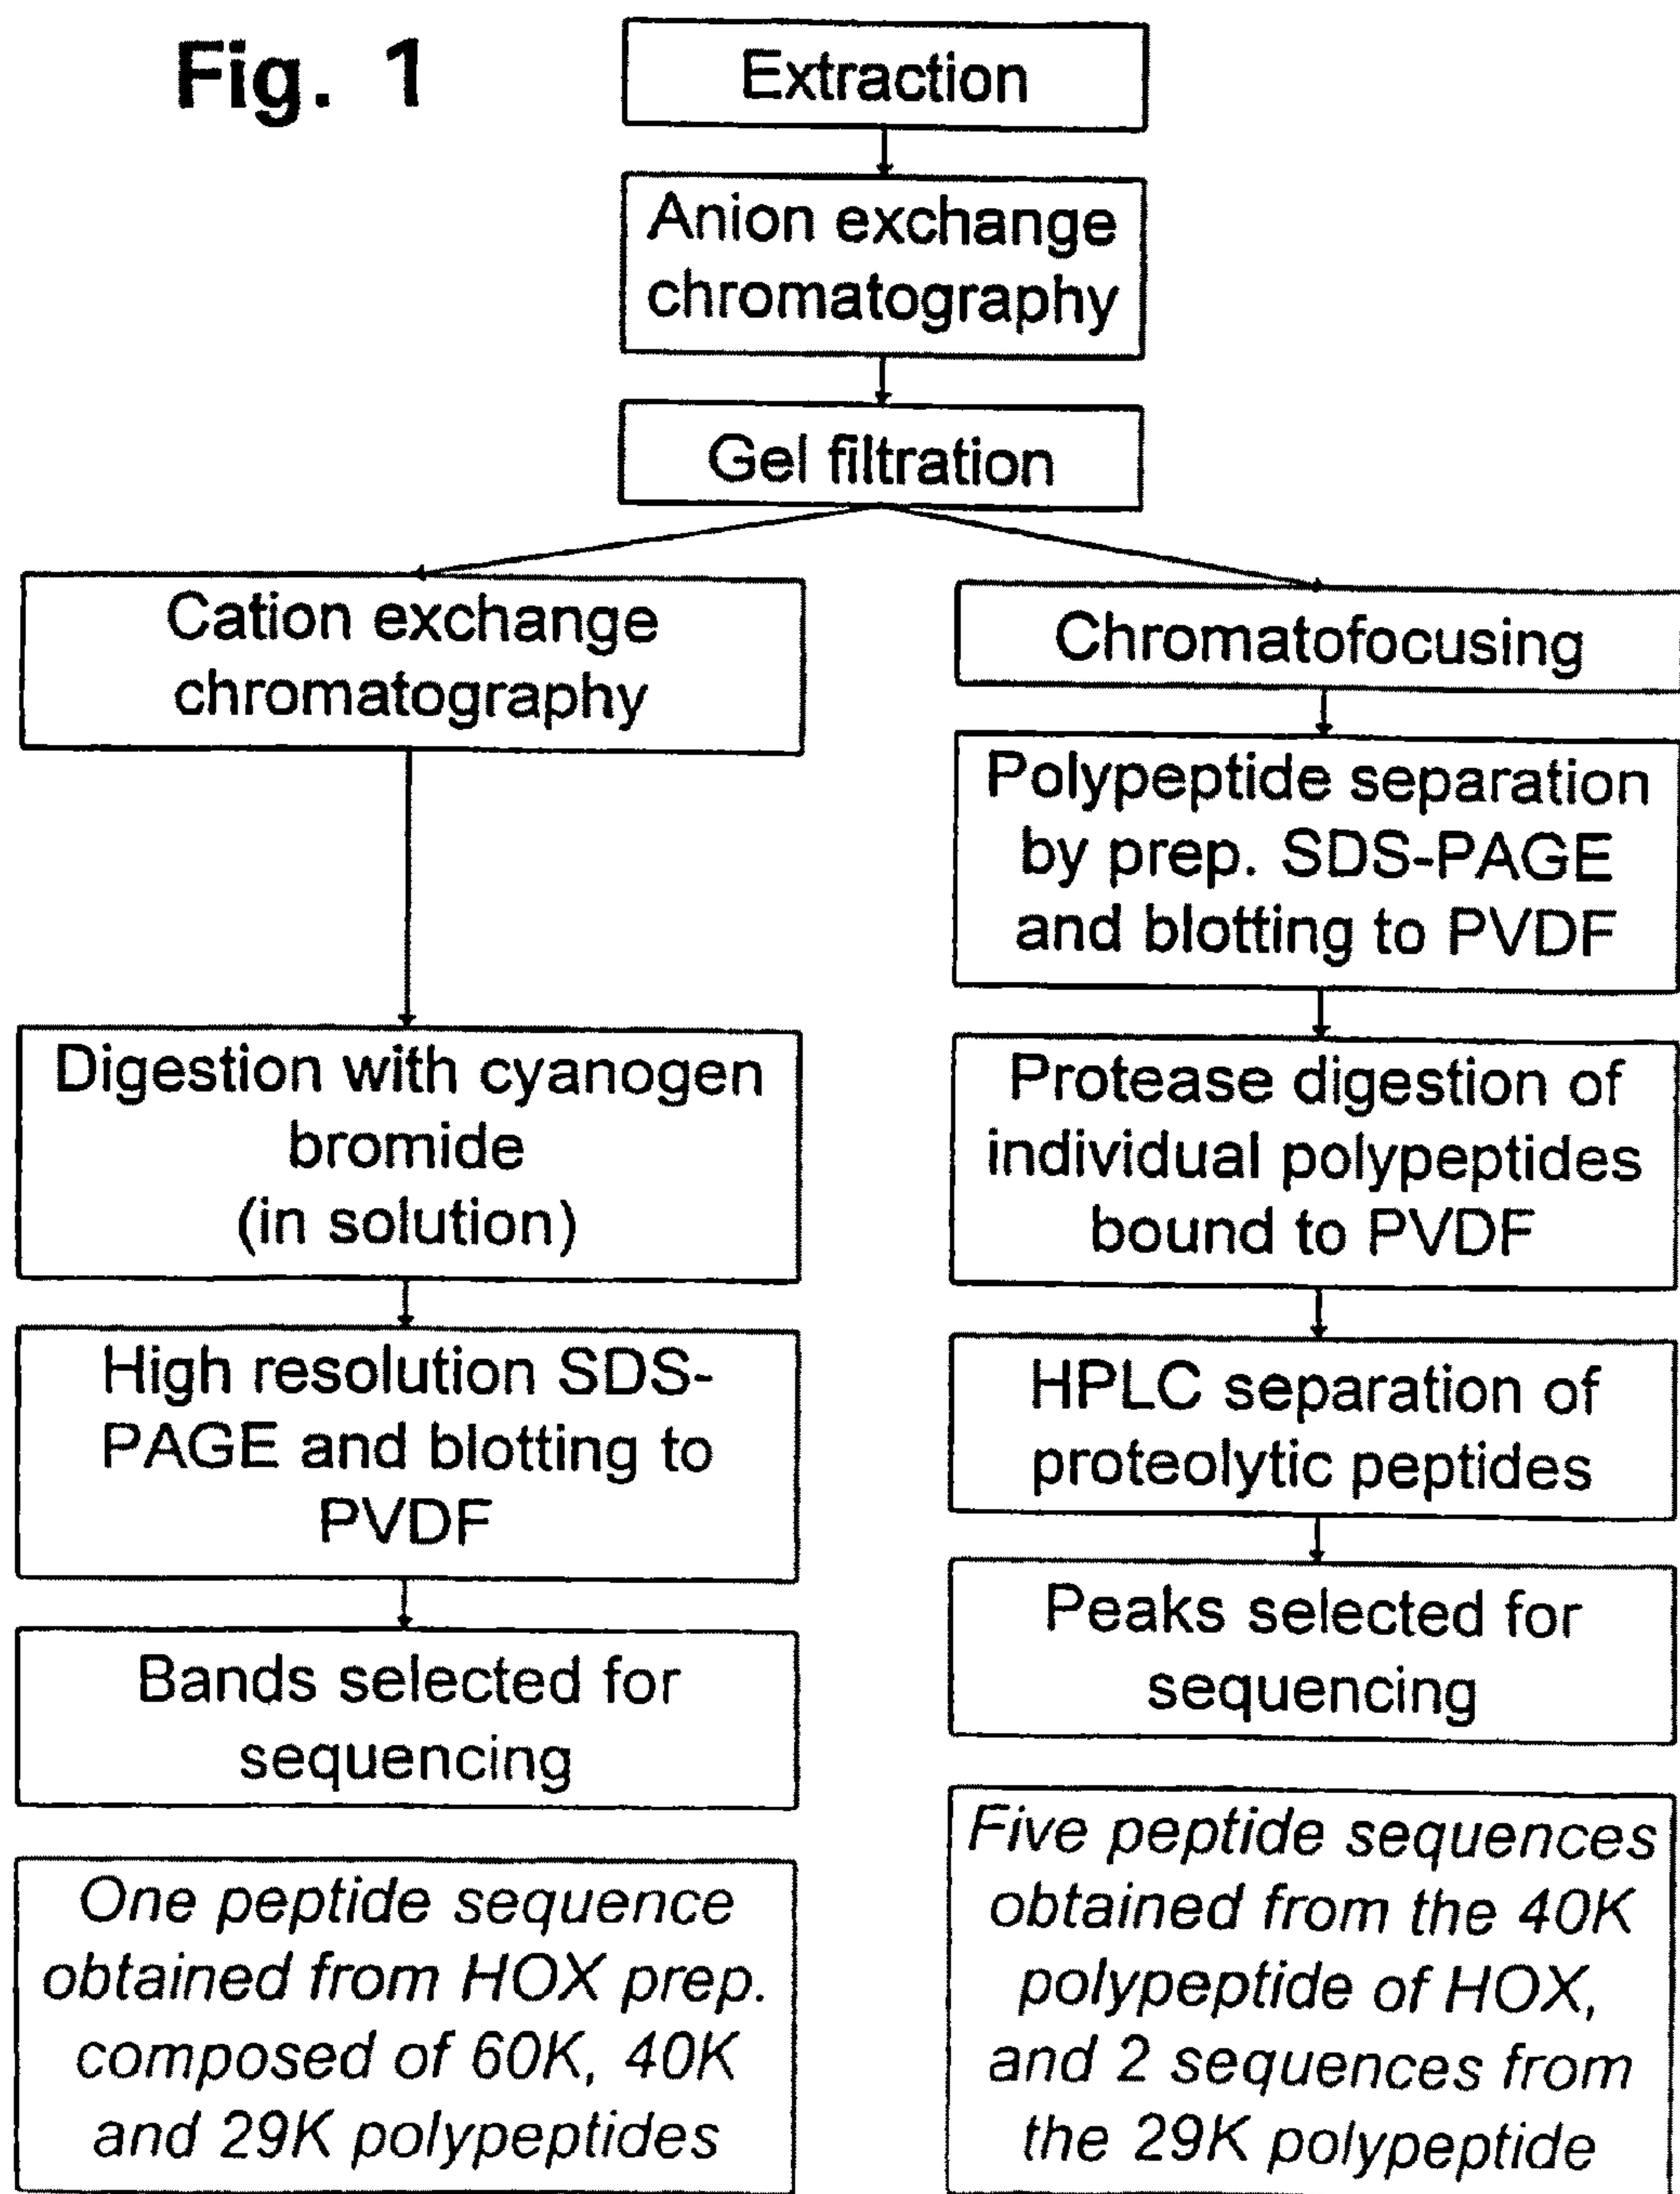 Fig. 1
Extraction
Anion exchange
chromatography
Gel filtration
Cation exchange
chromatography
Digestion with cyanogen
bromide
(in solution)
High resolution SDS-
PAGE and blotting to
PVDF
Bands selected for
sequencing
One peptide sequence
obtained from HOX prep.
composed of 60K, 40K
and 29K polypeptides
Chromatofocusing
Polypeptide separation
by prep. SDS-PAGE
and blotting to PVDF
Protease digestion of
individual polypeptides
bound to PVDF
HPLC separation of
proteolytic peptides
Peaks selected for
sequencing
Five peptide sequences
obtained from the 40K
polypeptide of HOX,
and 2 sequences from
the 29K polypeptide